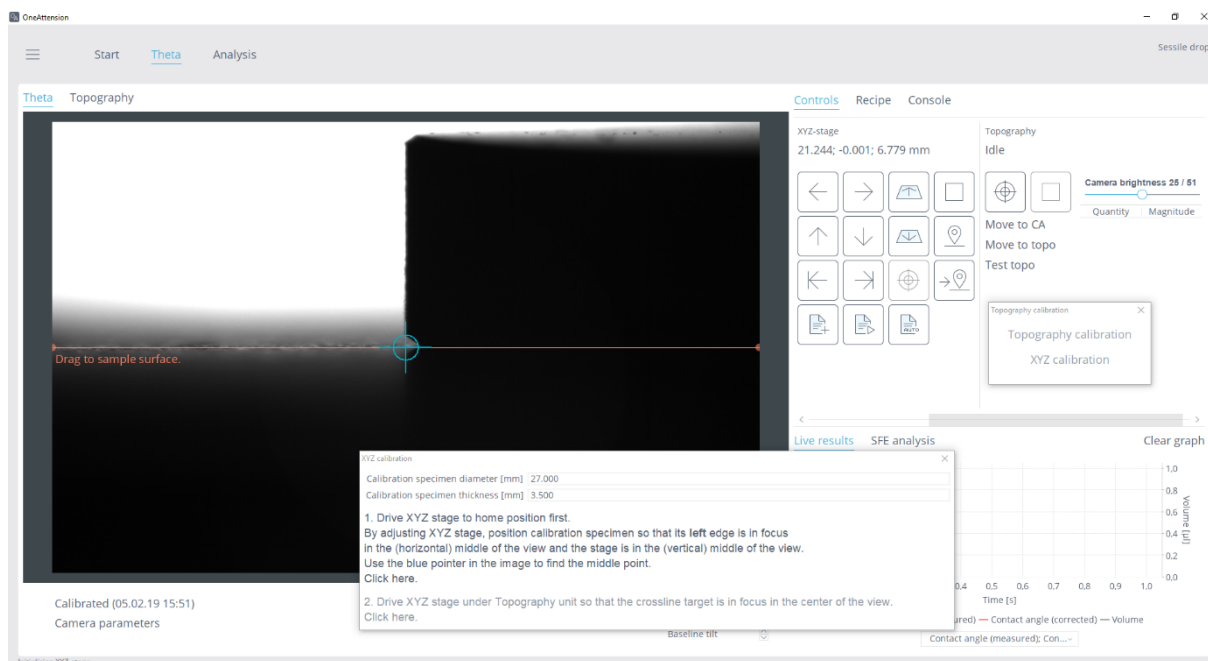 OneAttension
Start
Theta
Analysis
Sessile drop
Theta
Topography
Drag to sample surface.
Controls
Recipe
Console
XYZ-stage
21.244; -0.001; 6.779 mm
Topography
Idle
Camera brightness 25 / 51
Quantity
Magnitude
Move to CA
Move to topo
Test topo
AUTO
Topography calibration
Topography calibration
XYZ calibration
Live results
SFE analysis
Clear graph
1,0
0,8
0,6
0,4
0,2
0,0
Volume [µl]
0,4 0,5 0,6 0,7 0,8 0,9 1,0
Time [s]
ured) — Contact angle (corrected) — Volume
Contact angle (measured); Con...
XYZ calibration
Calibration specimen diameter [mm] 27.000
Calibration specimen thickness [mm] 3.500
1. Drive XYZ stage to home position first.
By adjusting XYZ stage, position calibration specimen so that its left edge is in focus
in the (horizontal) middle of the view and the stage is in the (vertical) middle of the view.
Use the blue pointer in the image to find the middle point.
Click here.
2. Drive XYZ stage under Topography unit so that the crossline target is in focus in the center of the view.
Click here.
Calibrated (05.02.19 15:51)
Camera parameters
Baseline tilt